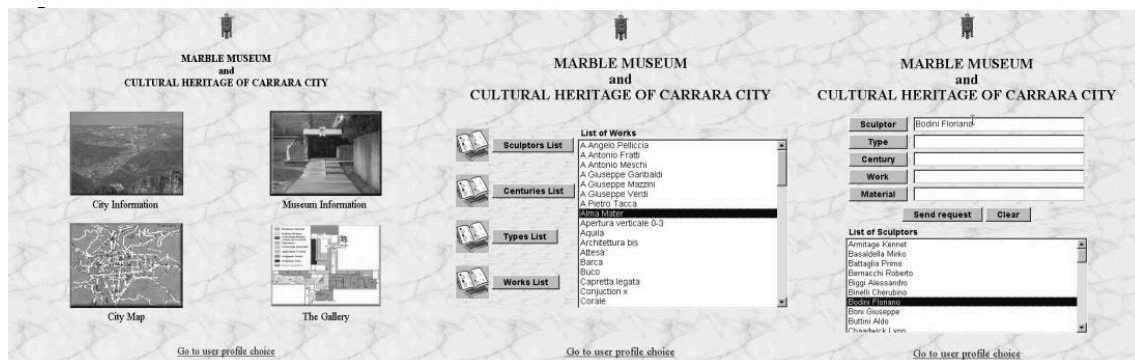 MARBLE MUSEUM
and
CULTURAL HERITAGE OF CARRARA CITY
City Information
Museum Information
City Map
The Gallery
Go to user profile choice
MARBLE MUSEUM
and
CULTURAL HERITAGE OF CARRARA CITY
List of Works
Sculptors List
Centuries List
Types List
Works List
A Angelo Pelliccia
A Antonio Fratti
A Antonio Meschi
A Giuseppe Garibaldi
A Giuseppe Mazzini
A Giuseppe Verdi
A Pietro Tacca
Alma Mater
Apertura verticale 0-3
Aquila
Architettura bis
Attesa
Barca
Buco
Capretta legata
Conjuction x
Corale
Go to user profile choice
MARBLE MUSEUM
and
CULTURAL HERITAGE OF CARRARA CITY
Sculptor Bodini Floriano
Type
Century
Work
Material
Send request Clear
List of Sculptors
Armitage Kennet
Basaldella Mirko
Battaglia Primo
Bernacchi Roberto
Biggi Alessandro
Binelli Cherubino
Bodini Floriano
Boni Giuseppe
Buttini Aldo
Chaadwick Lynn
Go to user profile choice